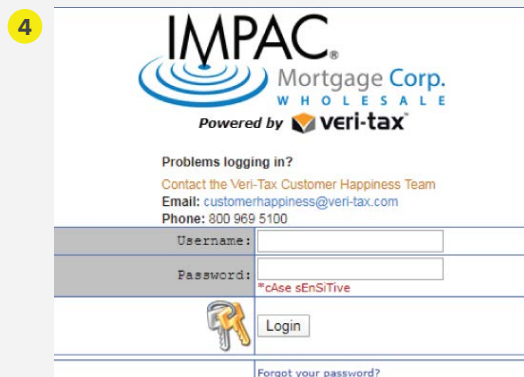 4
IMPAC®
Mortgage Corp.
WHOLESALE
Powered by veri-tax
Problems logging in?
Contact the Veri-Tax Customer Happiness Team
Email: customerhappiness@veri-tax.com
Phone: 800 969 5100
Username:
Password:
*cAse sEnSiTive
Login
Forgot your password?